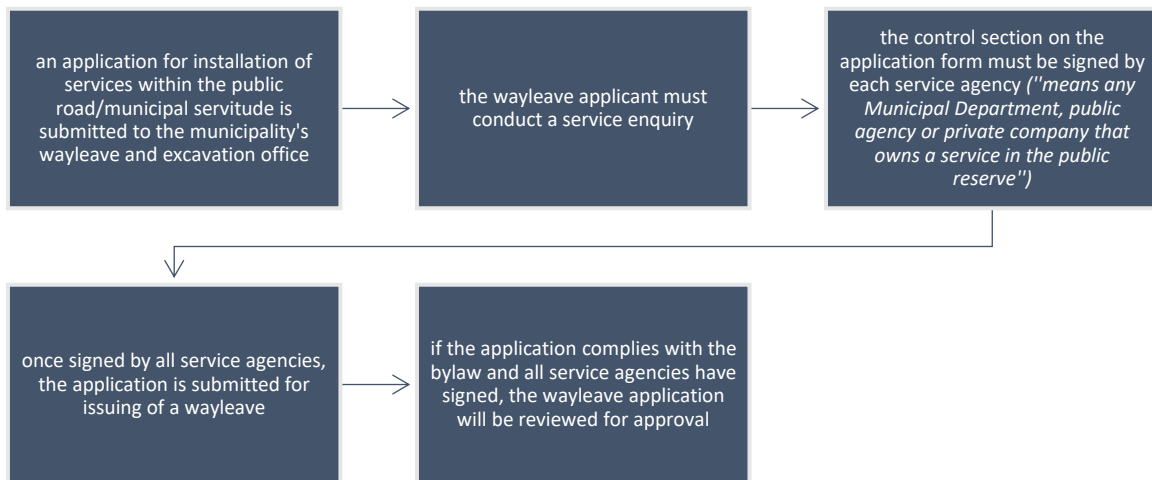 an application for installation of
services within the public
road/municipal servitude is
submitted to the municipality's
wayleave and excavation office
the wayleave applicant must
conduct a service enquiry
the control section on the
application form must be signed by
each service agency (''means any
Municipal Department, public
agency or private company that
owns a service in the public
reserve'')
once signed by all service agencies,
the application is submitted for
issuing of a wayleave
if the application complies with the
bylaw and all service agencies have
signed, the wayleave application
will be reviewed for approval